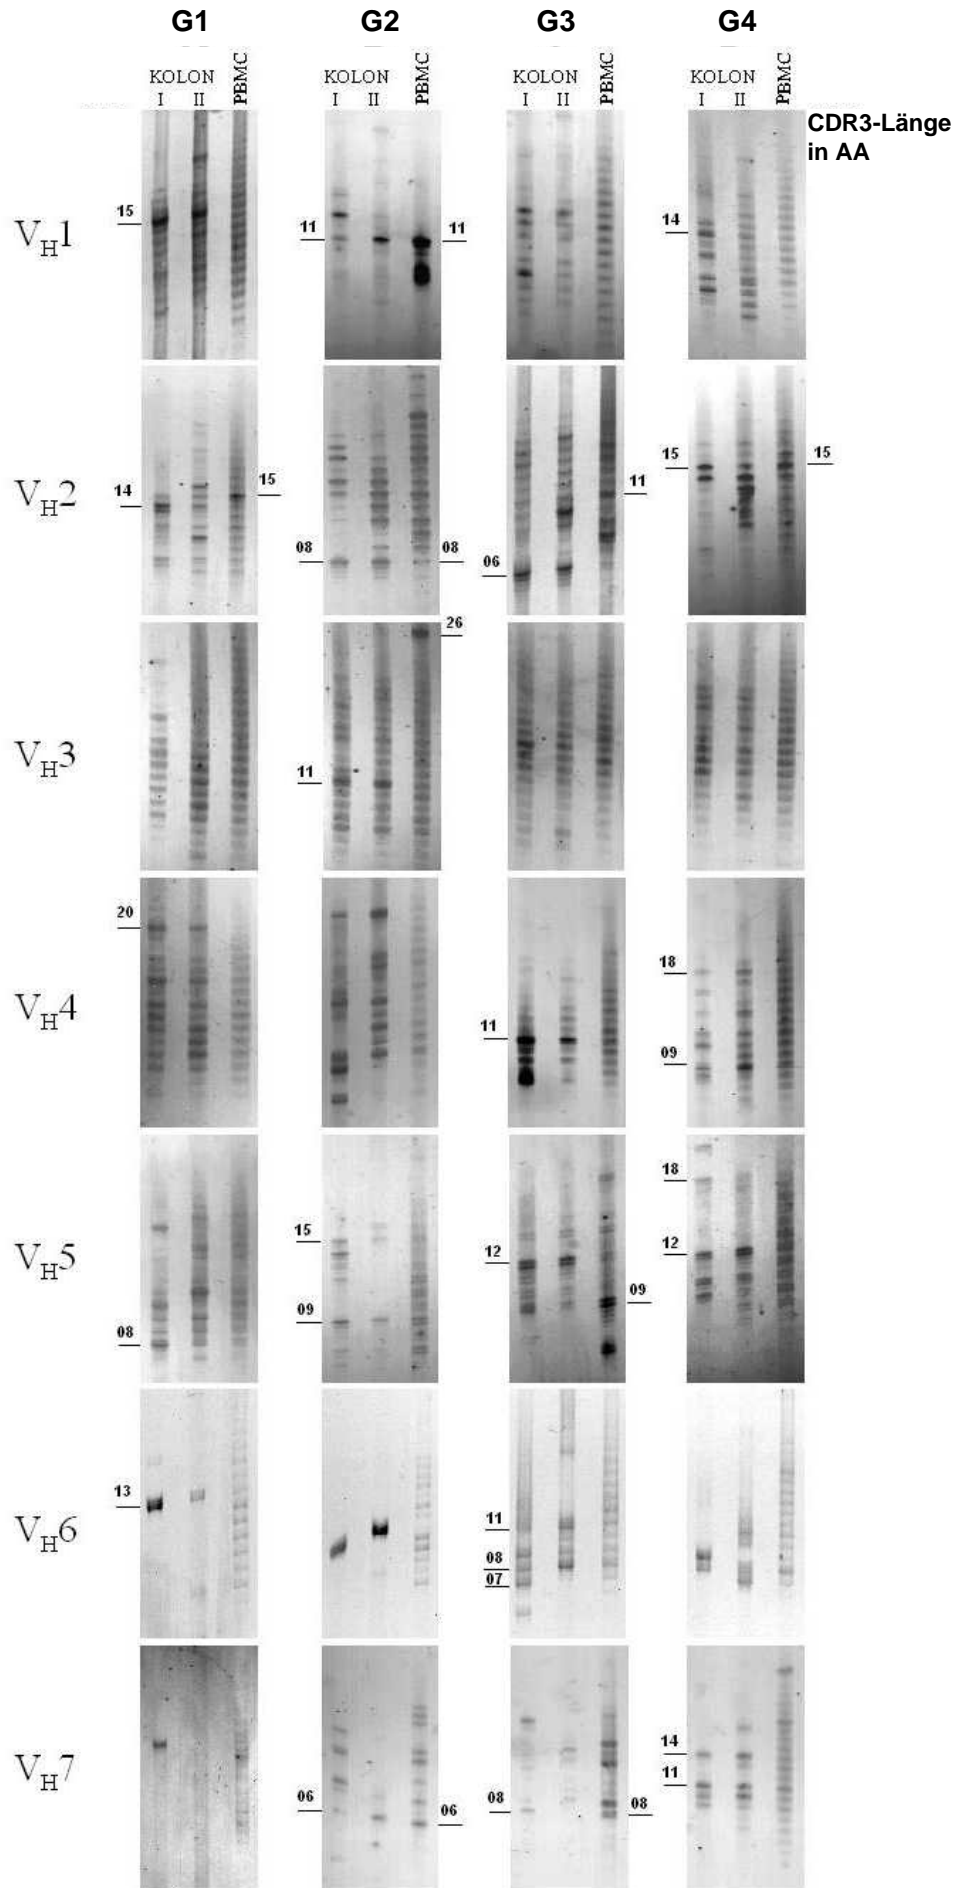 G1 G2 G3 G4
KOLON KOLON KOLON KOLON
I II PBMC I II PBMC I II PBMC I II PBMC
CDR3-Länge
in AA
VH1 15 11 11 14
VH2 14 15 08 08 06 11 15 15
VH3 11 26
VH4 20 11 18 09
VH5 08 15 09 12 09 18 12
VH6 13 11 08 07
VH7 06 06 08 08 14 11